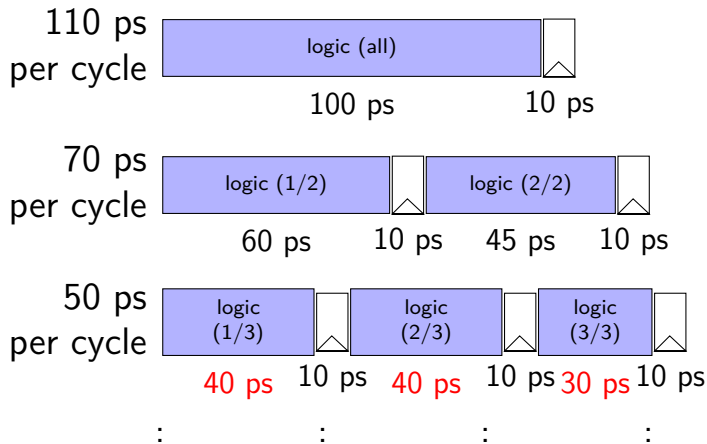 110 ps
per cycle
logic (all)
100 ps
10 ps
70 ps
per cycle
logic (1/2)
logic (2/2)
60 ps
10 ps
45 ps
10 ps
50 ps
per cycle
logic
(1/3)
logic
(2/3)
logic
(3/3)
40 ps
10 ps
40 ps
10 ps
30 ps
10 ps